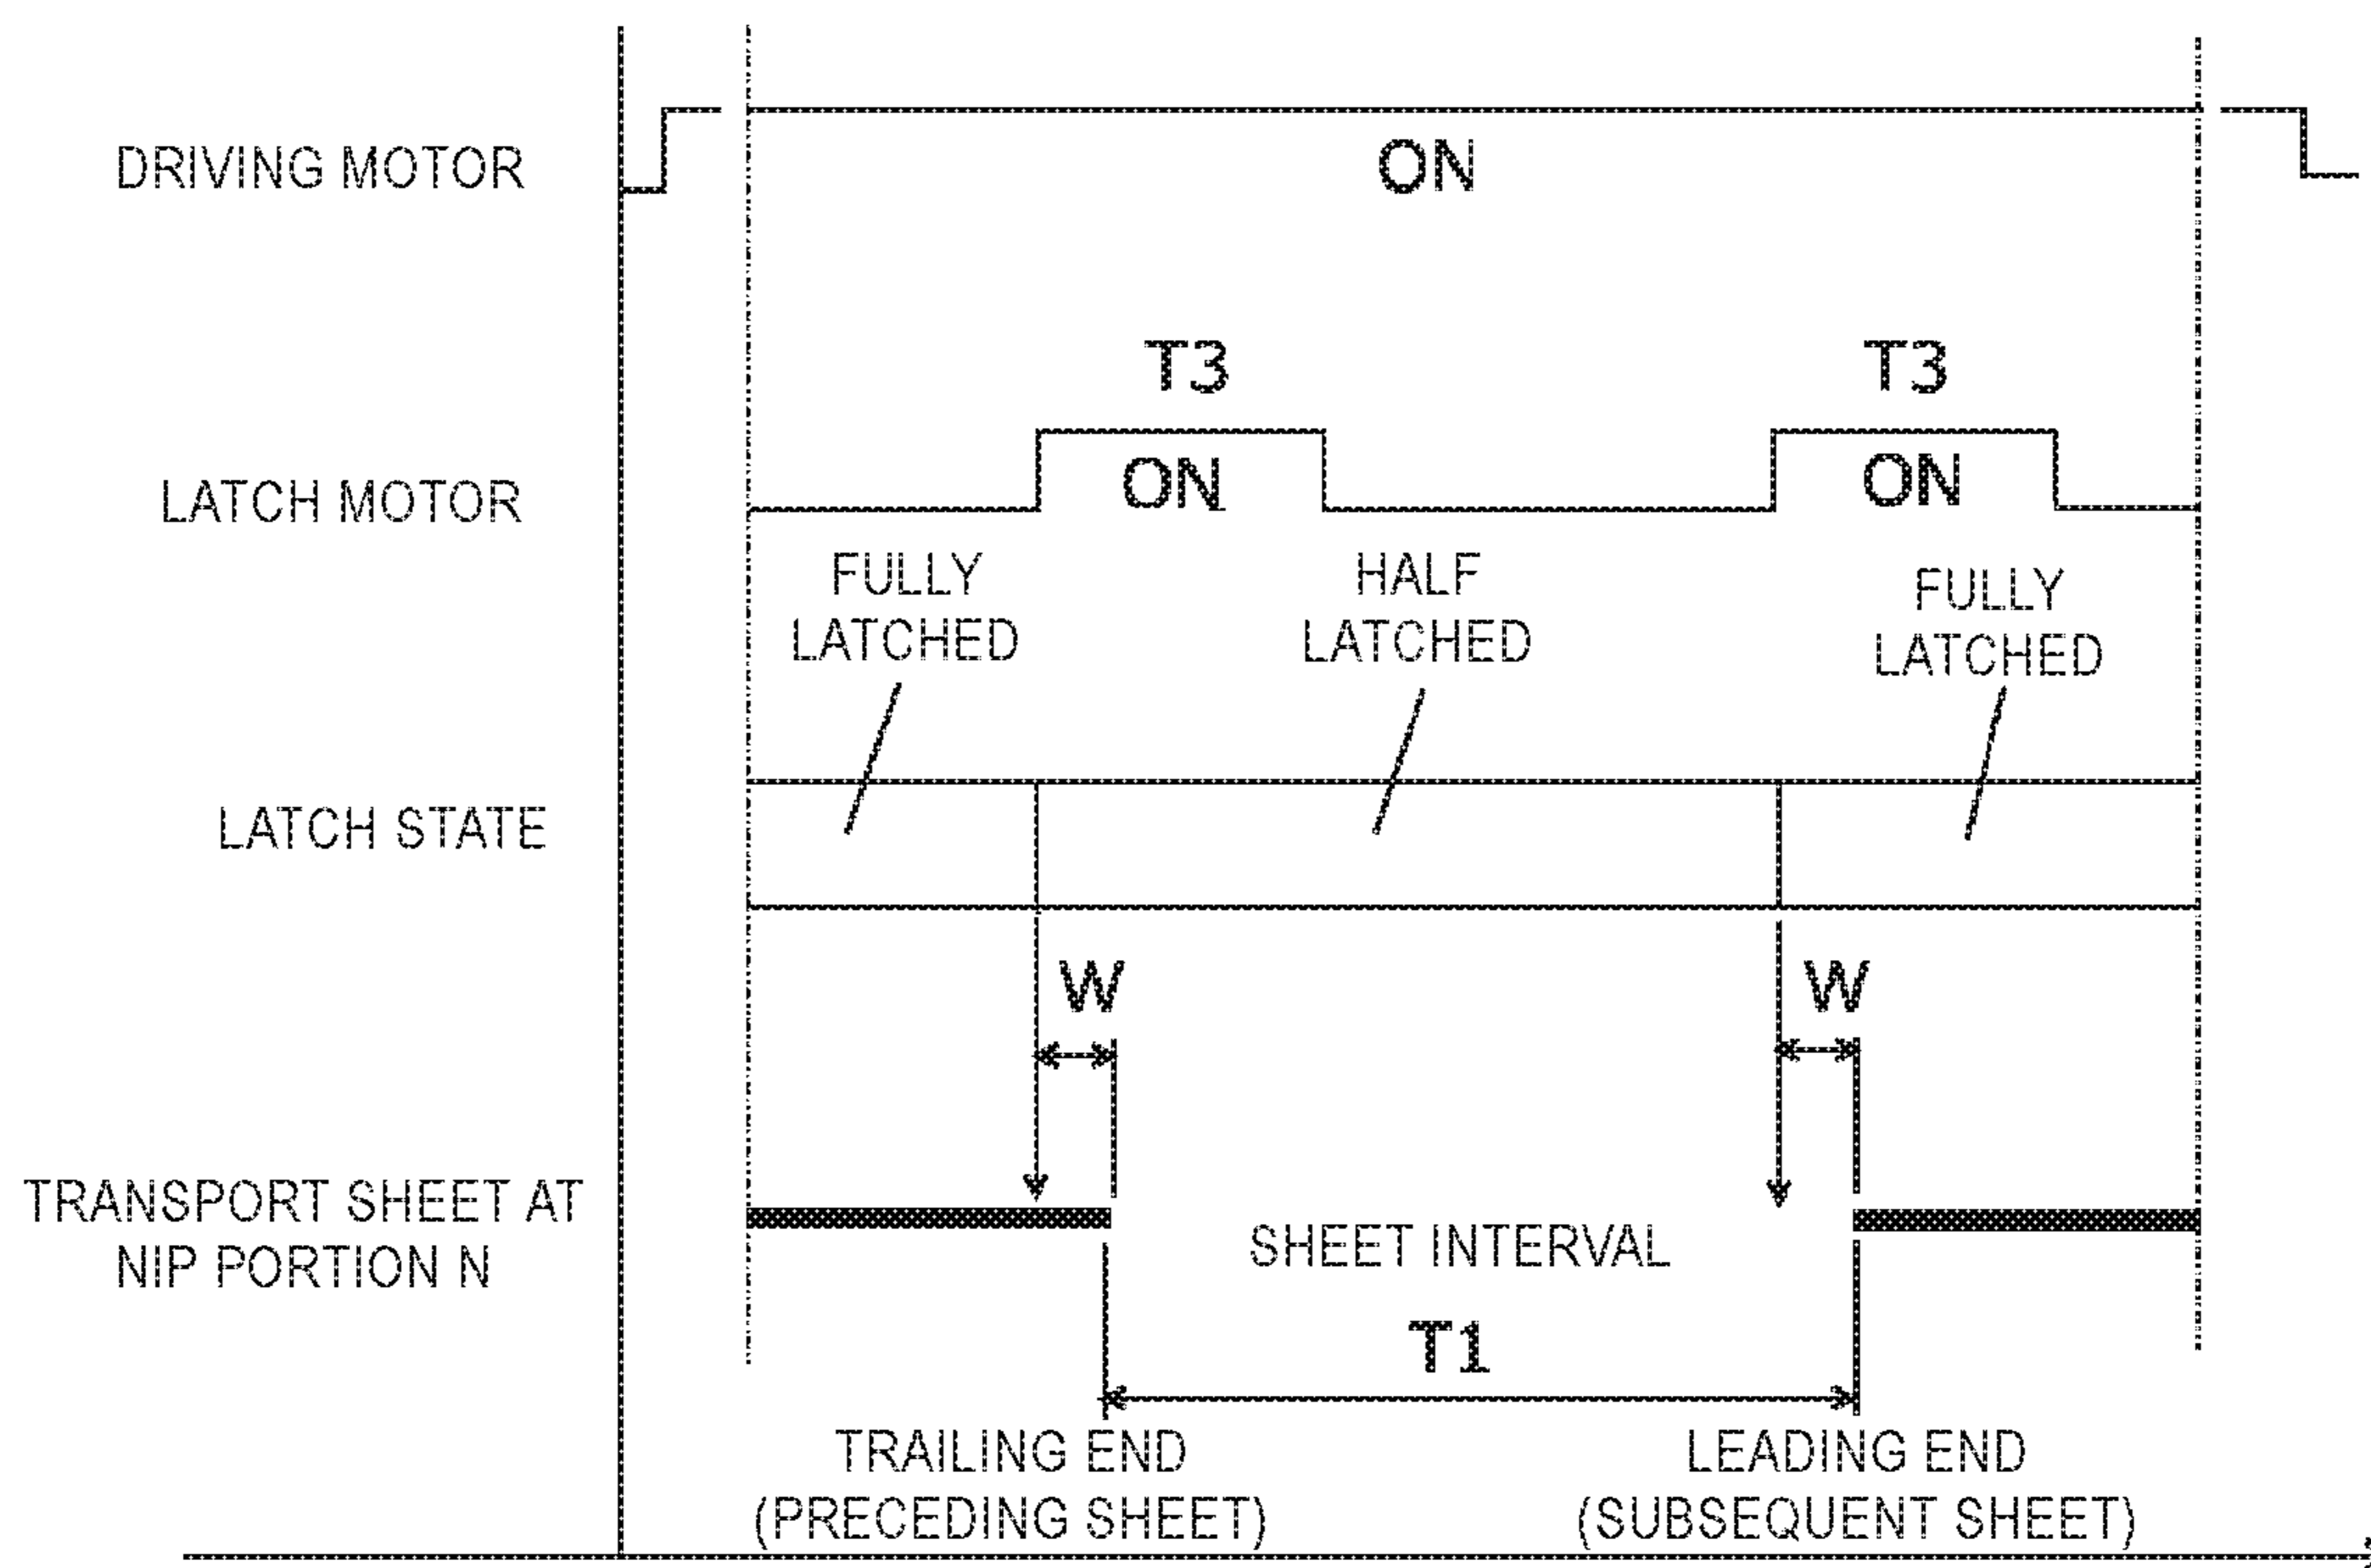 DRIVING MOTOR
ON
T3
T3
LATCH MOTOR
ON
ON
FULLY
LATCHED
HALF
LATCHED
FULLY
LATCHED
LATCH STATE
W
W
TRANSPORT SHEET AT
NIP PORTION N
SHEET INTERVAL
T1
TRAILING END
(PRECEDING SHEET)
LEADING END
(SUBSEQUENT SHEET)